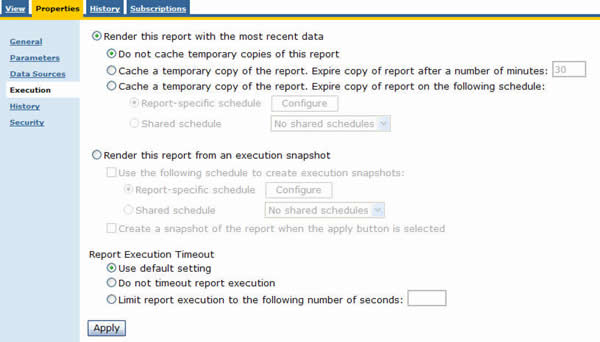 View Properties History Subscriptions
General
Parameters
Data Sources
Execution
History
Security
Render this report with the most recent data
Do not cache temporary copies of this report
Cache a temporary copy of the report. Expire copy of report after a number of minutes: 30
Cache a temporary copy of the report. Expire copy of report on the following schedule:
Report-specific schedule Configure
Shared schedule No shared schedules
Render this report from an execution snapshot
Use the following schedule to create execution snapshots:
Report-specific schedule Configure
Shared schedule No shared schedules
Create a snapshot of the report when the apply button is selected
Report Execution Timeout
Use default setting
Do not timeout report execution
Limit report execution to the following number of seconds:
Apply